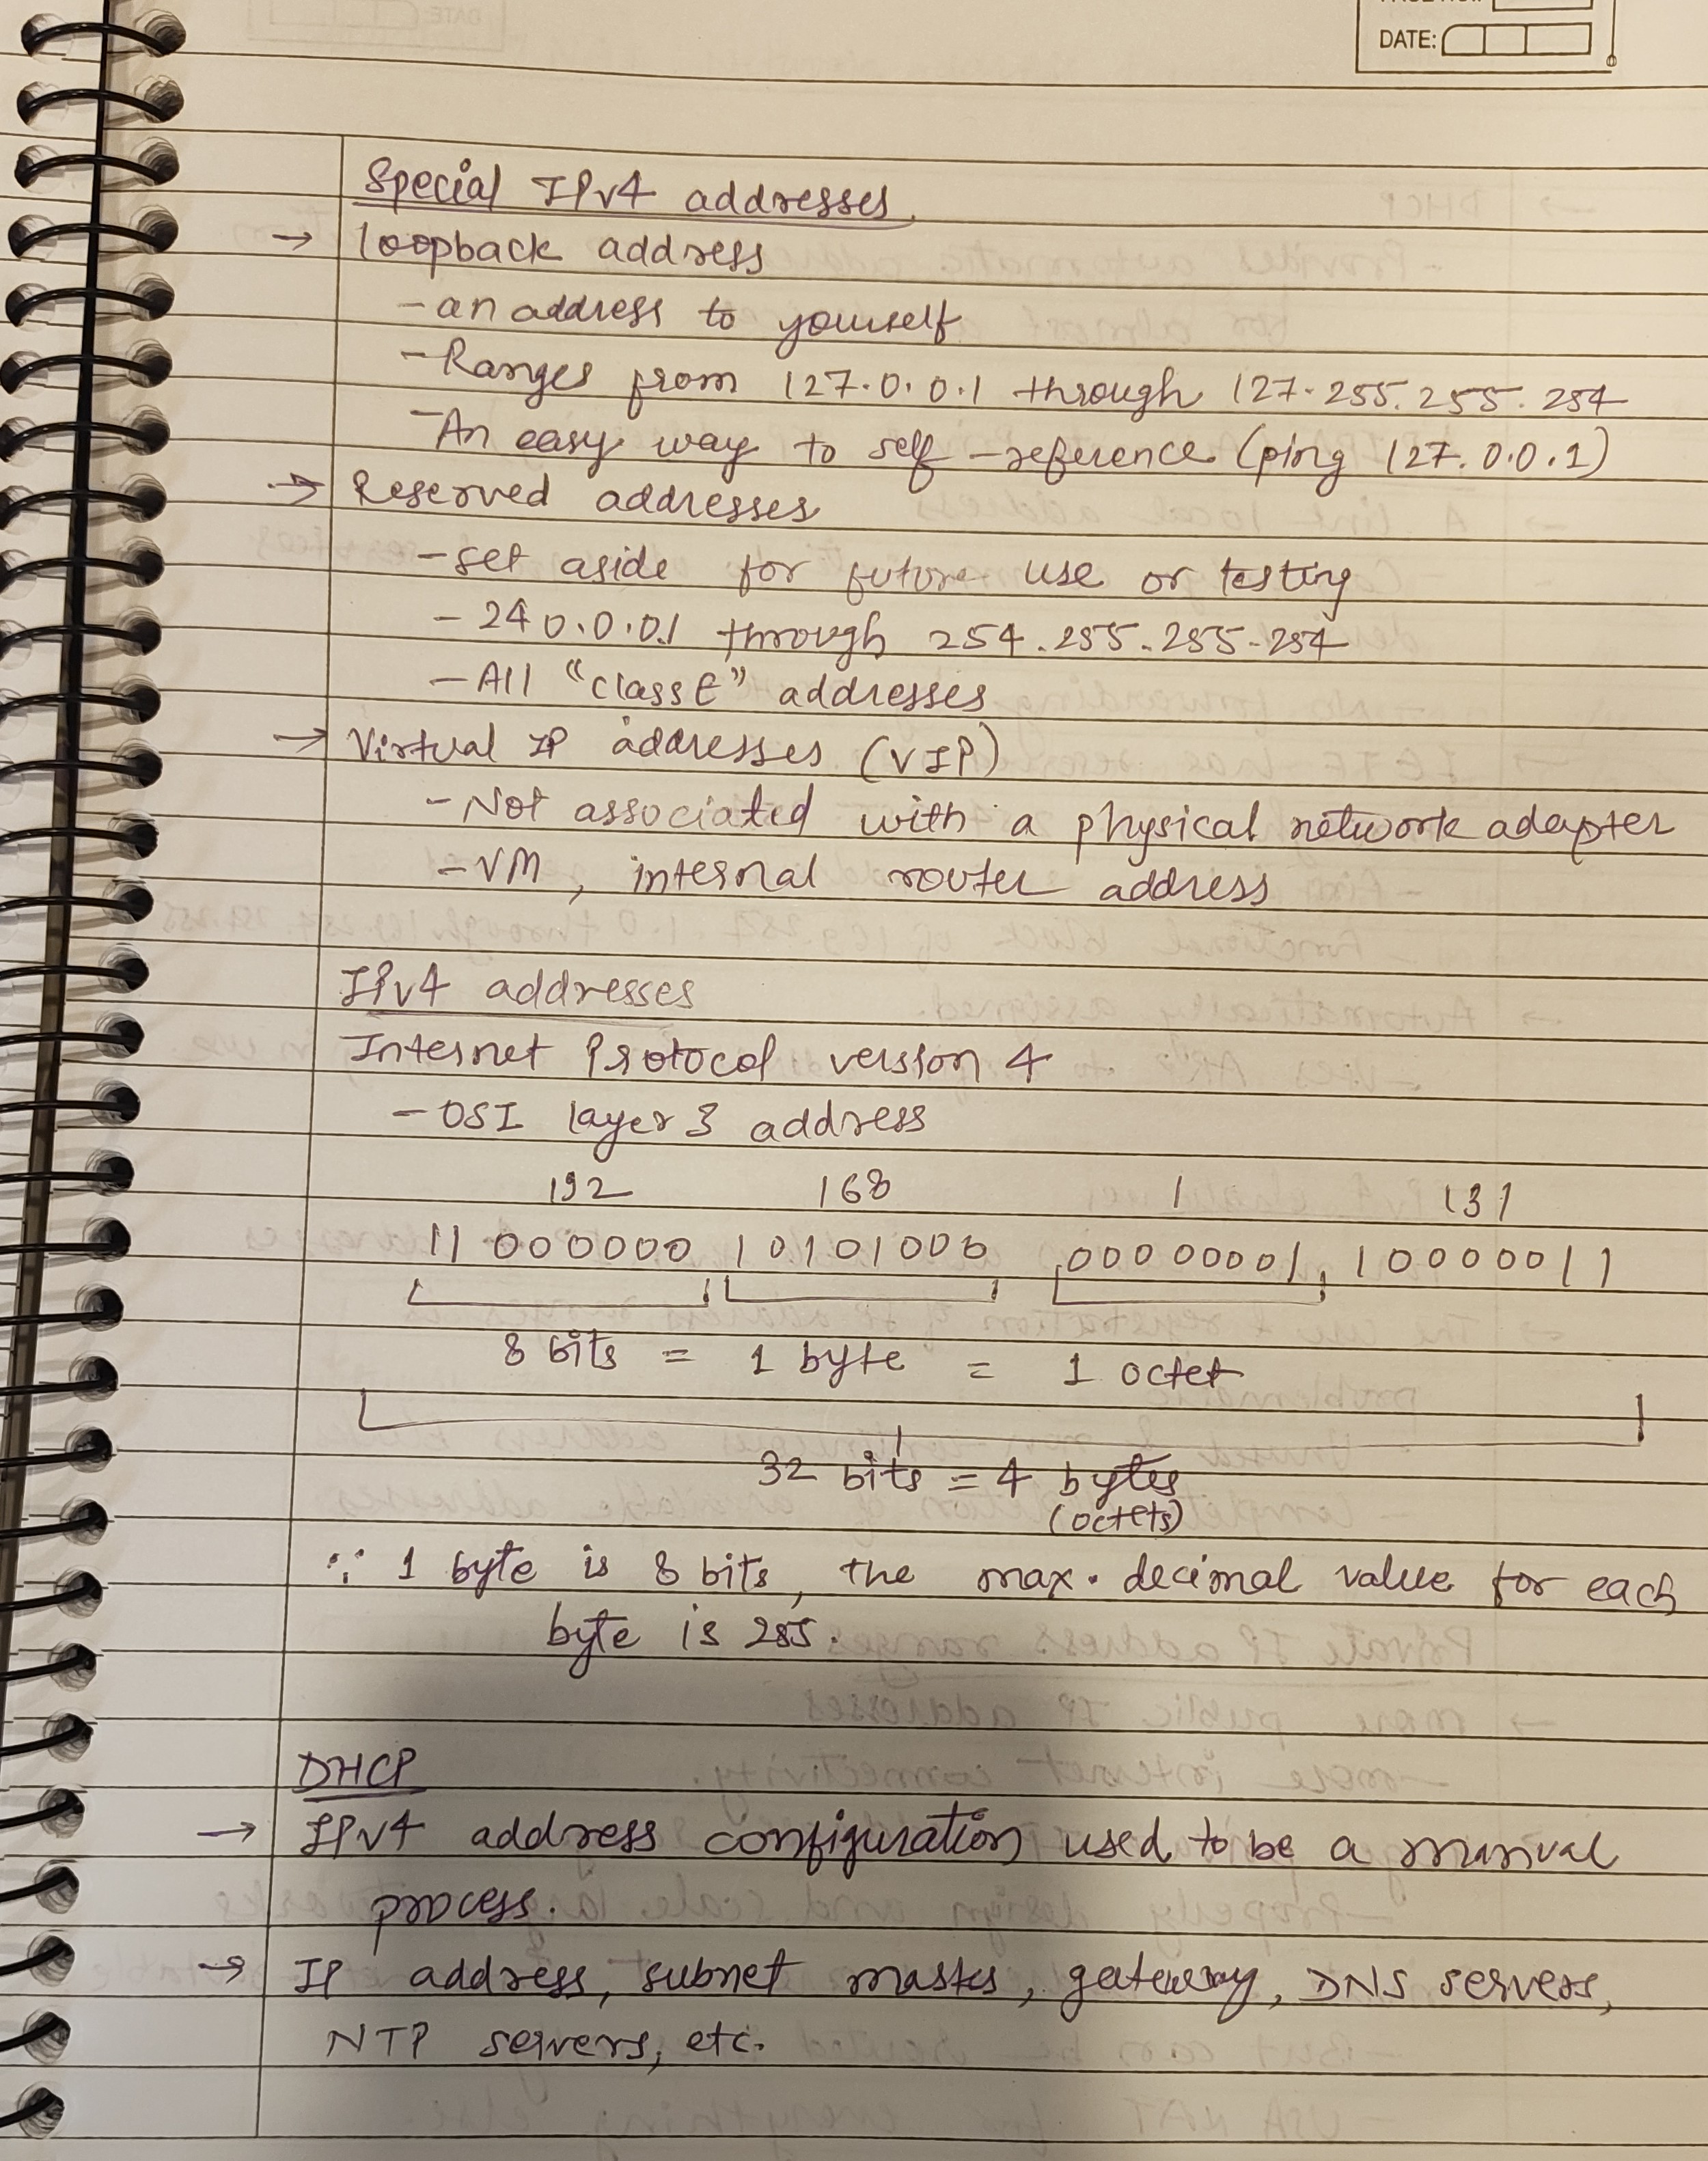 DATE:
Special IPv4 addresses
→ loopback address
- an address to yourself
- Ranges from 127.0.0.1 through 127.255.255.254
- An easy way to self-reference (ping 127.0.0.1)
→ Reserved addresses
- set aside for future use or testing
- 240.0.0.1 through 254.255.255.254
- All "class E" addresses
→ Virtual IP addresses (VIP)
- Not associated with a physical network adapter
- VM, internal router address
IPv4 addresses
Internet Protocol version 4
- OSI layer 3 address
192 168 1 131
11000000 10101000 00000001, 10000011
8 bits = 1 byte = 1 octet
32 bits = 4 bytes
(octets)
∵ 1 byte is 8 bits, the max. decimal value for each
byte is 255.
DHCP
→ IPv4 address configuration used to be a manual
process.
→ IP address, subnet masks, gateway, DNS servers,
NTP servers, etc.